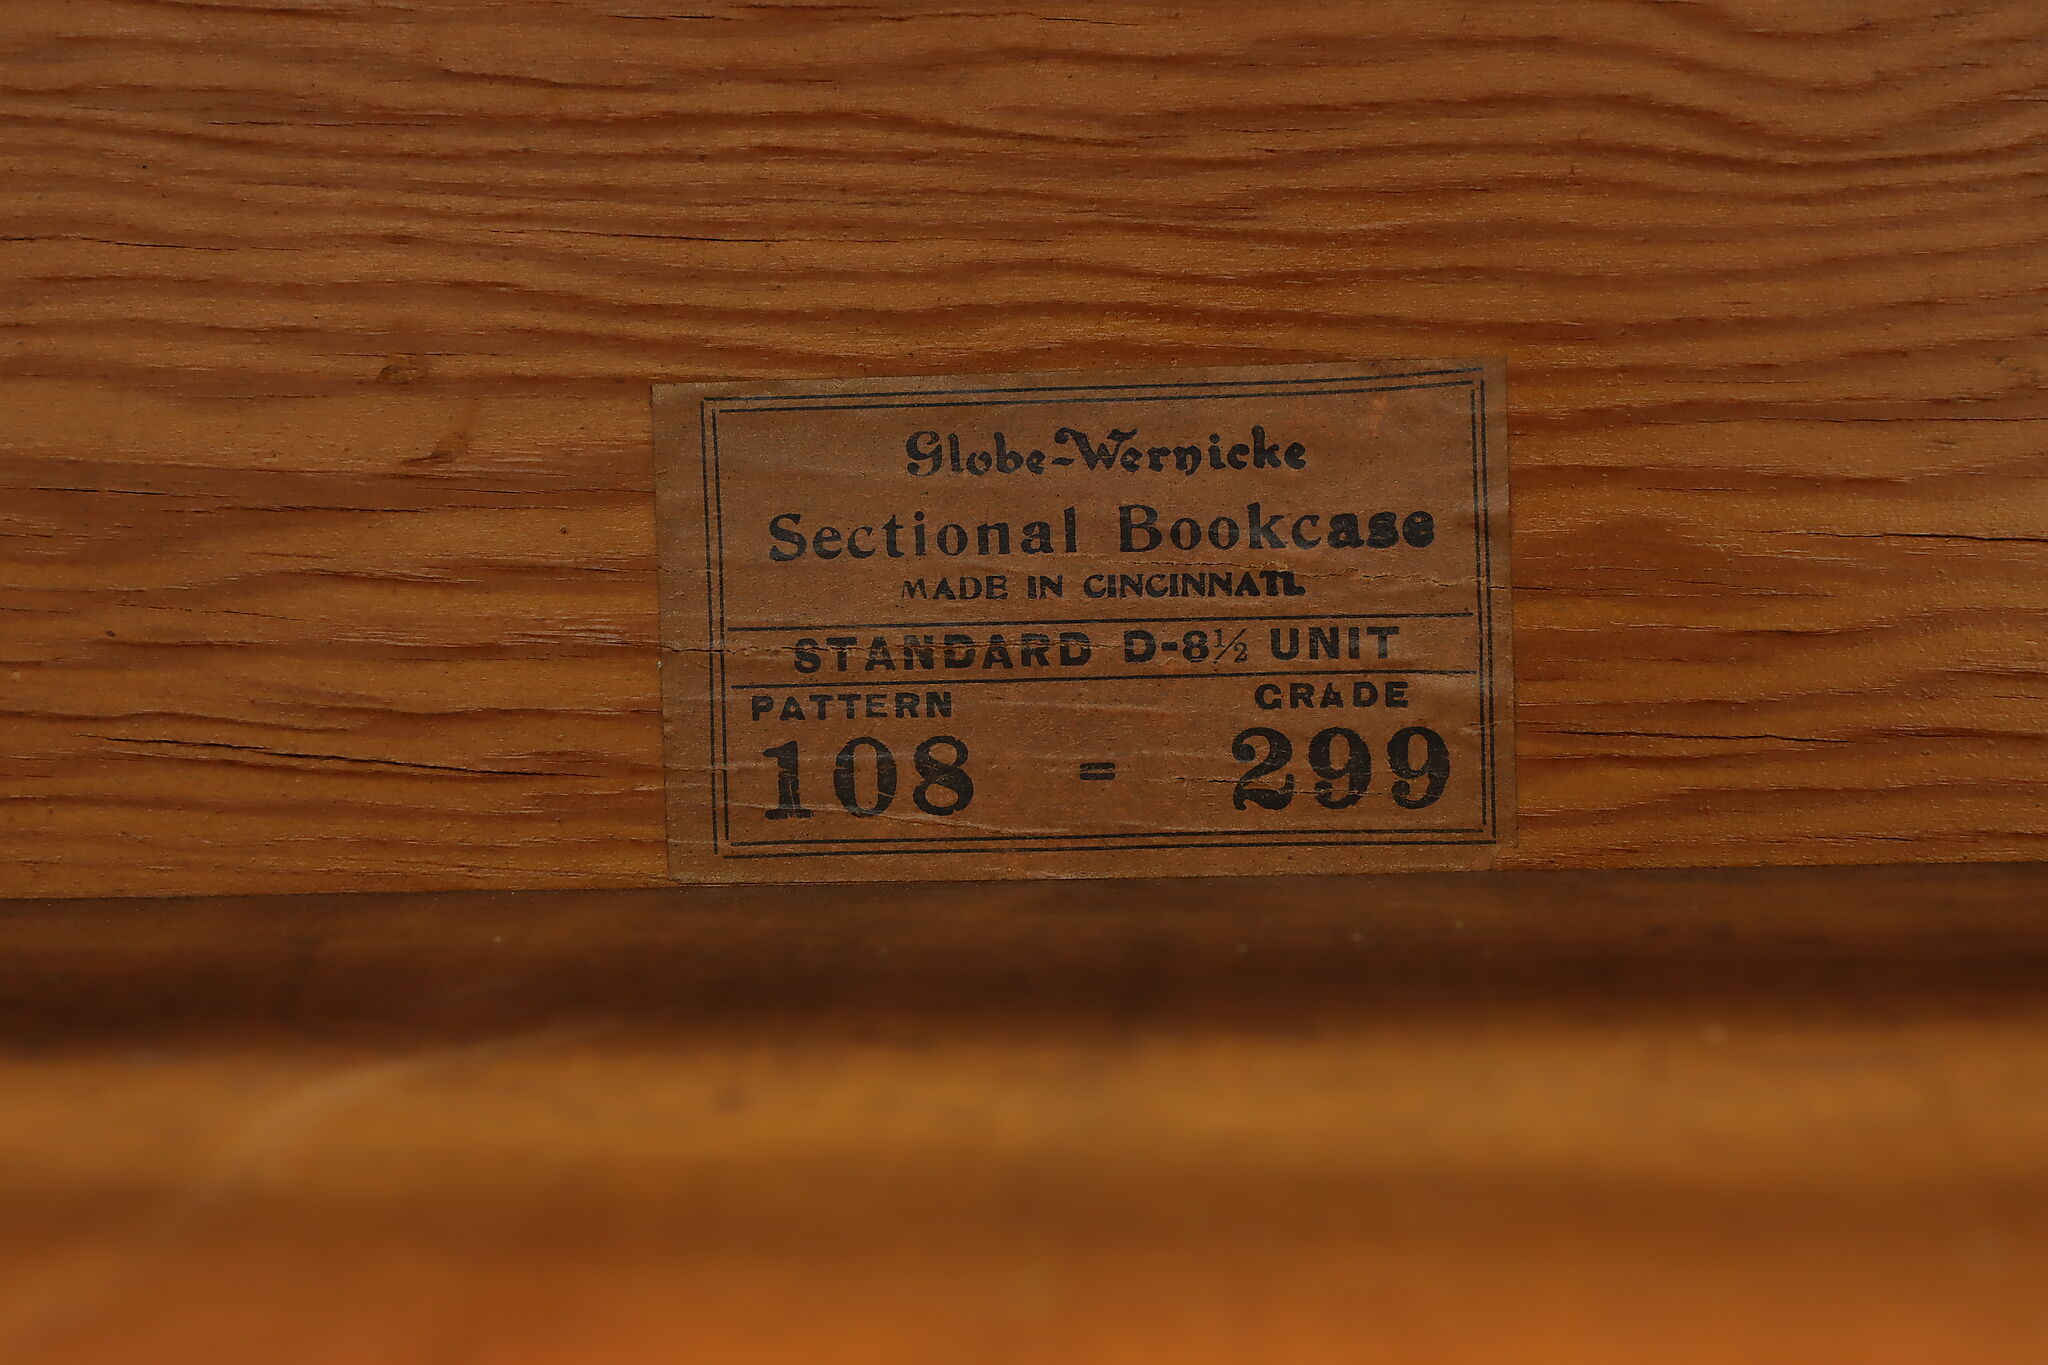 Globe-Wernicke
Sectional Bookcase
MADE IN CINCINNATI.
STANDARD D-8½ UNIT
PATTERN GRADE
108 = 299